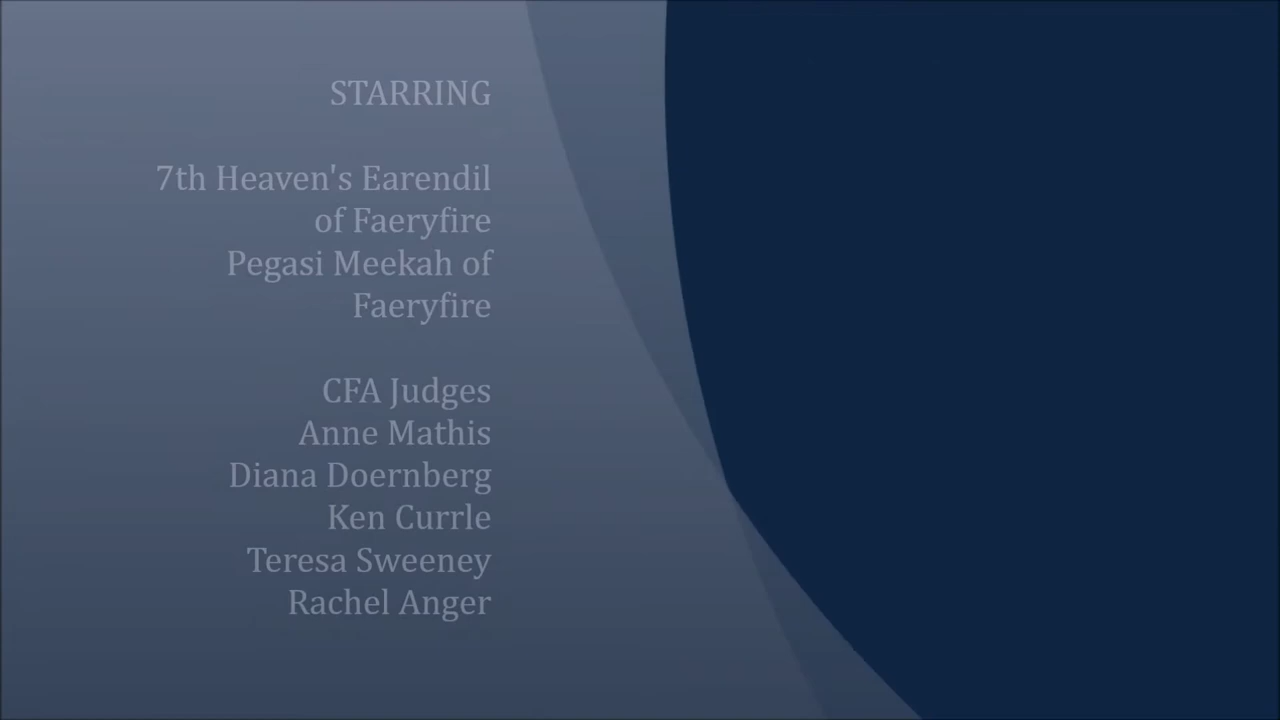 STARRING
7th Heaven's Earendil
of Faeryfire
Pegasi Meekah of
Faeryfire
CFA Judges
Anne Mathis
Diana Doernberg
Ken Currle
Teresa Sweeney
Rachel Anger